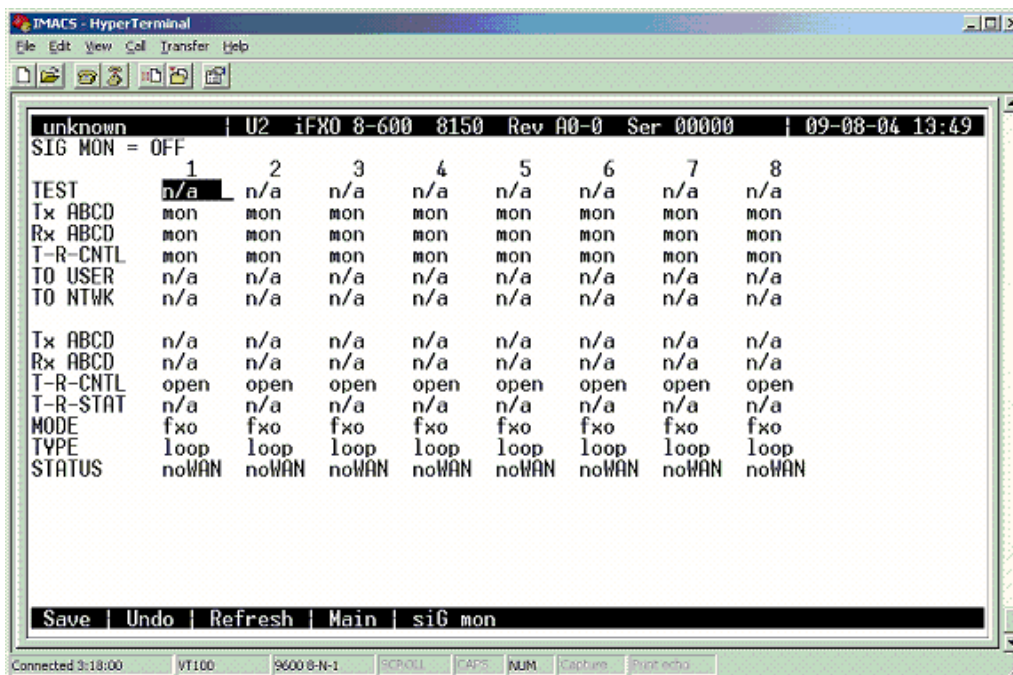 IMACS - HyperTerminal
File Edit View Call Transfer Help
unknown | U2 iFXO 8-600 8150 Rev A0-0 Ser 00000 | 09-08-04 13:49
SIG MON = OFF
1 2 3 4 5 6 7 8
TEST n/a n/a n/a n/a n/a n/a n/a n/a
Tx ABCD mon mon mon mon mon mon mon mon
Rx ABCD mon mon mon mon mon mon mon mon
T-R-CNTL mon mon mon mon mon mon mon mon
TO USER n/a n/a n/a n/a n/a n/a n/a n/a
TO NTWK n/a n/a n/a n/a n/a n/a n/a n/a
Tx ABCD n/a n/a n/a n/a n/a n/a n/a n/a
Rx ABCD n/a n/a n/a n/a n/a n/a n/a n/a
T-R-CNTL open open open open open open open open
T-R-STAT n/a n/a n/a n/a n/a n/a n/a n/a
MODE fxo fxo fxo fxo fxo fxo fxo fxo
TYPE loop loop loop loop loop loop loop loop
STATUS noWAN noWAN noWAN noWAN noWAN noWAN noWAN noWAN
Save | Undo | Refresh | Main | siG mon
Connected 3:18:00 VT100 9600 8-N-1 SCROLL CAPS NUM Capture Print echo